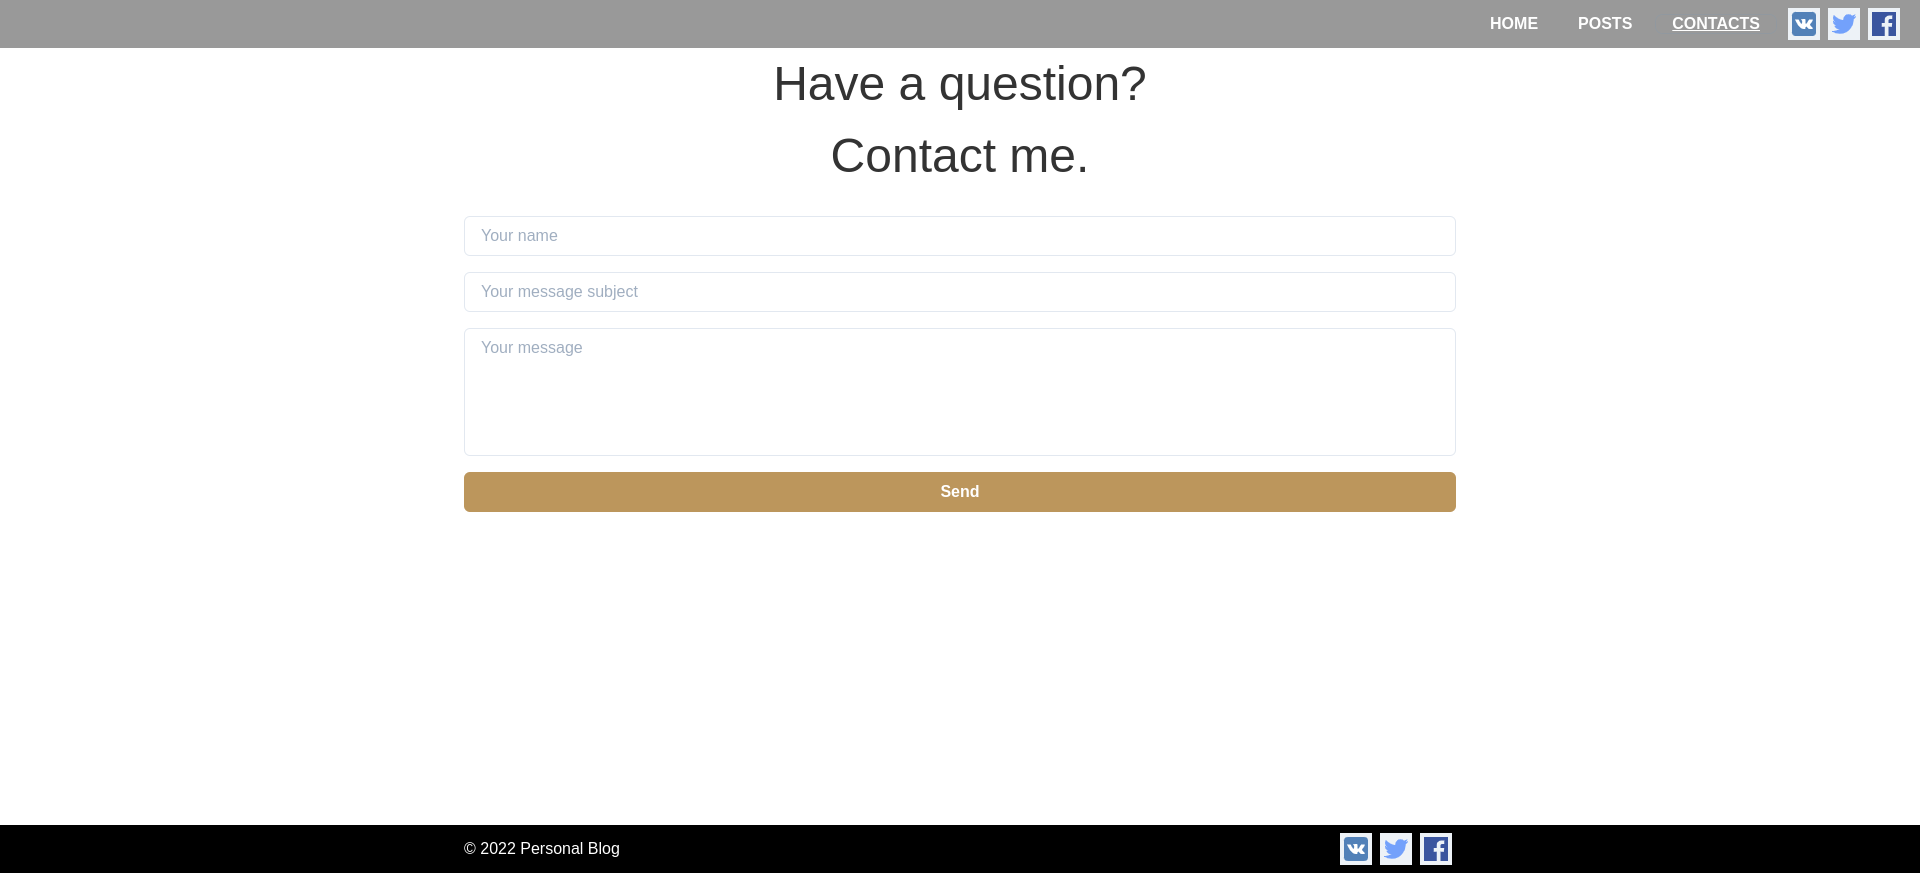 HOME POSTS CONTACTS
Have a question?
Contact me.
Your name
Your message subject
Your message
Send
© 2022 Personal Blog